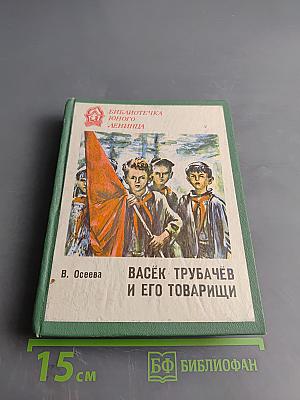 БИБЛИОТЕЧКА
ЮНОГО
ЛЕНИНЦА
В. Осеева
ВАСЁК ТРУБАЧЁВ
И ЕГО ТОВАРИЩИ
15 см
БФ БИБЛИОФАН